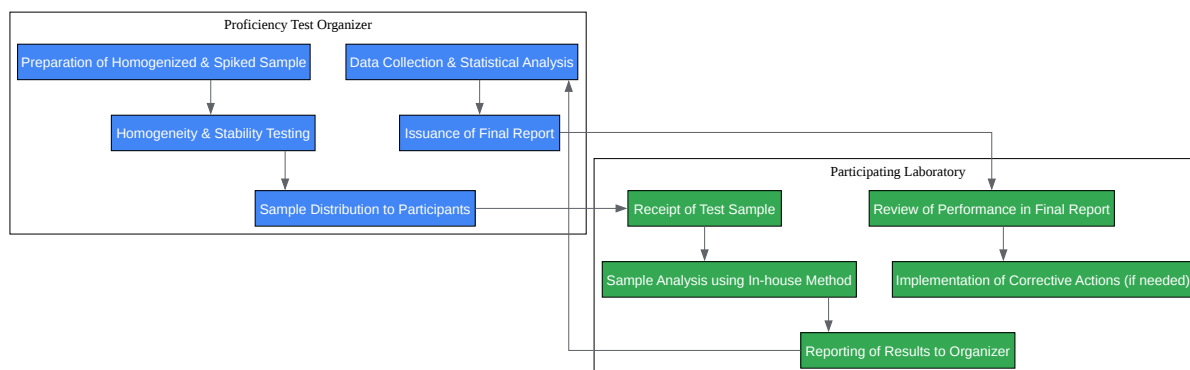 Proficiency Test Organizer
Preparation of Homogenized & Spiked Sample
Data Collection & Statistical Analysis
Homogeneity & Stability Testing
Issuance of Final Report
Sample Distribution to Participants
Participating Laboratory
Receipt of Test Sample
Review of Performance in Final Report
Sample Analysis using In-house Method
Implementation of Corrective Actions (if needed)
Reporting of Results to Organizer